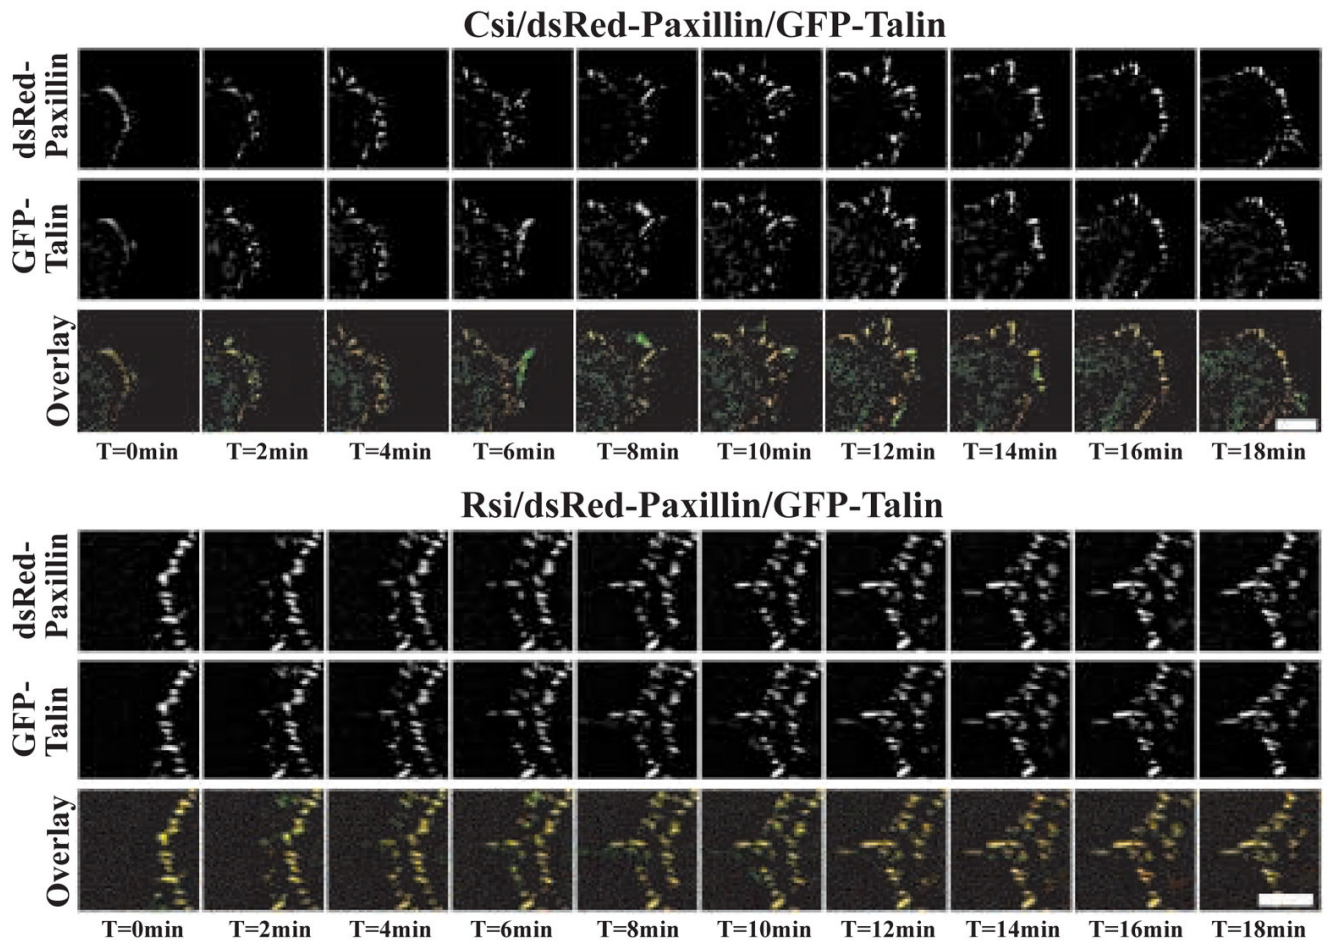 Csi/dsRed-Paxillin/GFP-Talin
dsRed-
Paxillin
GFP-
Talin
Overlay
T=0min T=2min T=4min T=6min T=8min T=10min T=12min T=14min T=16min T=18min
Rsi/dsRed-Paxillin/GFP-Talin
dsRed-
Paxillin
GFP-
Talin
Overlay
T=0min T=2min T=4min T=6min T=8min T=10min T=12min T=14min T=16min T=18min